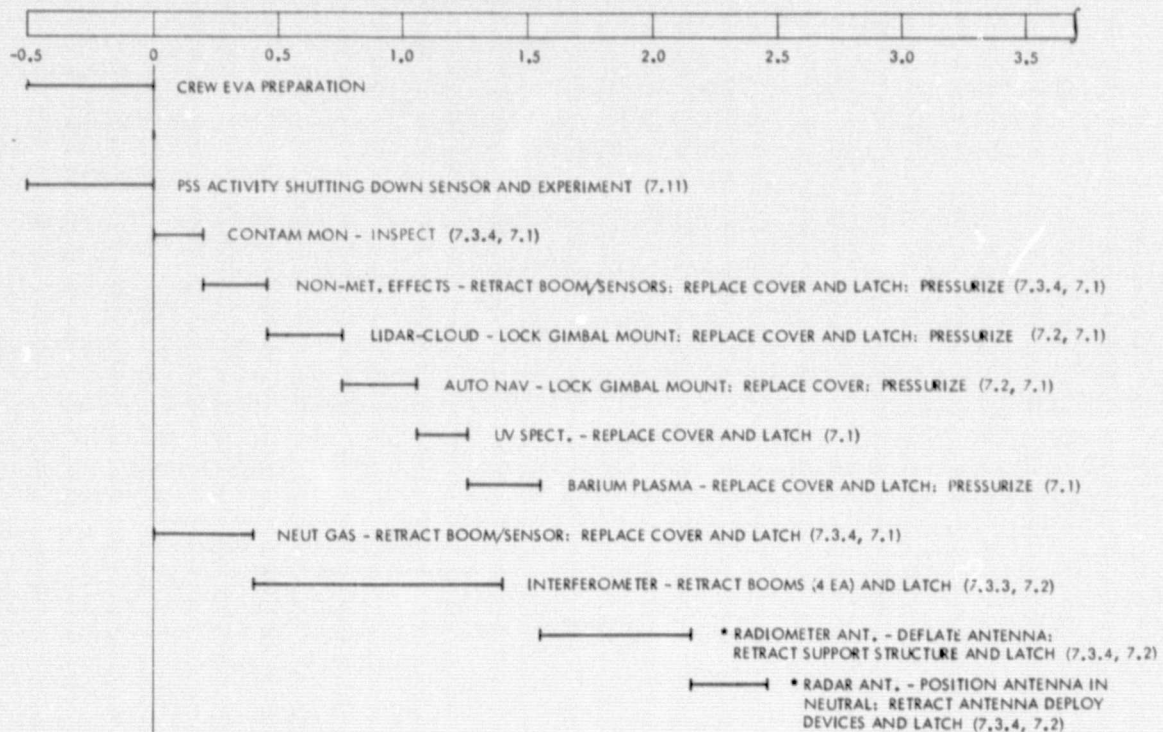 -0.5 0 0.5 1.0 1.5 2.0 2.5 3.0 3.5
CREW EVA PREPARATION
PSS ACTIVITY SHUTTING DOWN SENSOR AND EXPERIMENT (7.11)
CONTAM MON - INSPECT (7.3.4, 7.1)
NON-MET. EFFECTS - RETRACT BOOM/SENSORS: REPLACE COVER AND LATCH: PRESSURIZE (7.3.4, 7.1)
LIDAR-CLOUD - LOCK GIMBAL MOUNT: REPLACE COVER AND LATCH: PRESSURIZE (7.2, 7.1)
AUTO NAV - LOCK GIMBAL MOUNT: REPLACE COVER: PRESSURIZE (7.2, 7.1)
UV SPECT. - REPLACE COVER AND LATCH (7.1)
BARIUM PLASMA - REPLACE COVER AND LATCH: PRESSURIZE (7.1)
NEUT GAS - RETRACT BOOM/SENSOR: REPLACE COVER AND LATCH (7.3.4, 7.1)
INTERFEROMETER - RETRACT BOOMS (4 EA) AND LATCH (7.3.3, 7.2)
* RADIOMETER ANT. - DEFLATE ANTENNA:
RETRACT SUPPORT STRUCTURE AND LATCH (7.3.4, 7.2)
* RADAR ANT. - POSITION ANTENNA IN
NEUTRAL: RETRACT ANTENNA DEPLOY
DEVICES AND LATCH (7.3.4, 7.2)